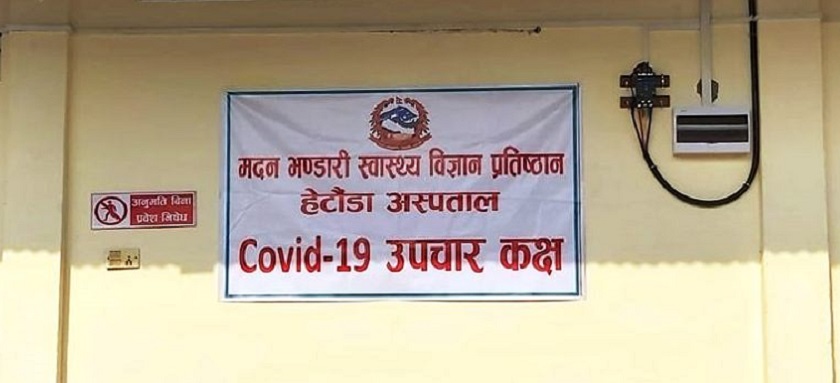 मदन भण्डारी स्वास्थ्य विज्ञान प्रतिष्ठान
हेटौंडा अस्पताल
Covid-19 उपचार कक्ष
अनुमति बिना
प्रवेश निषेध